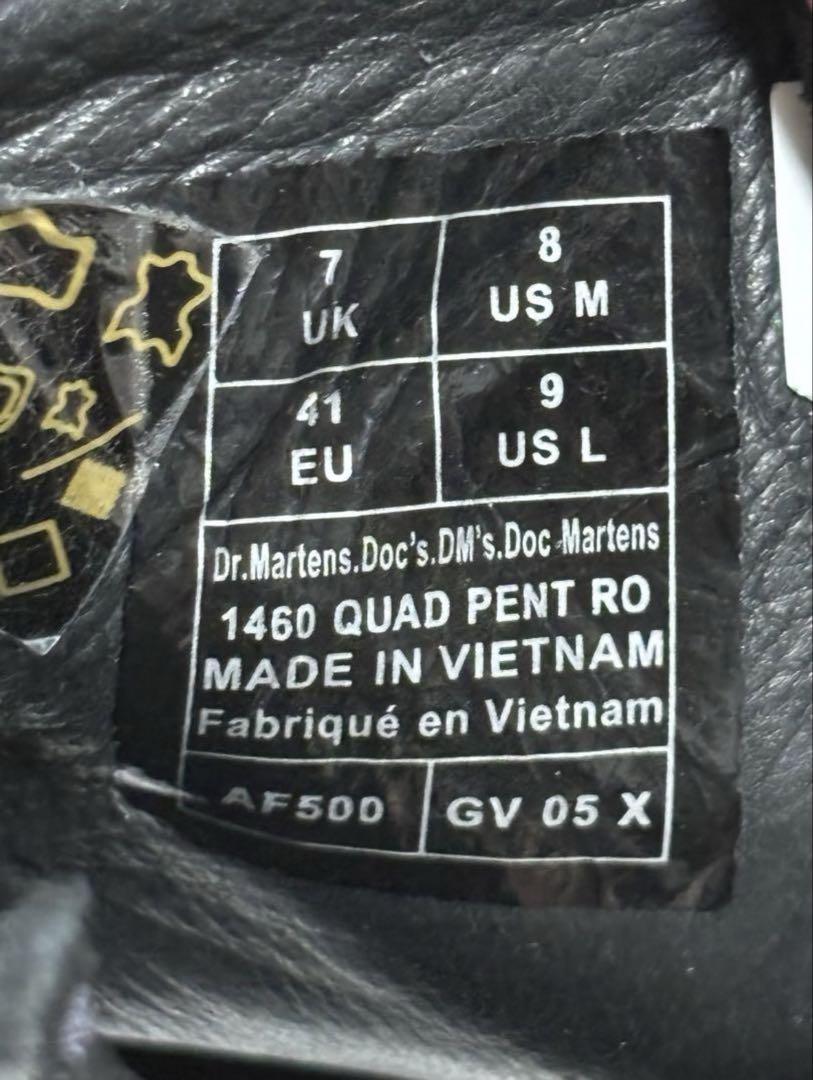 7 UK
8 US M
41 EU
9 US L
Dr.Martens.Doc's.DM's.Doc Martens
1460 QUAD PENT RO
MADE IN VIETNAM
Fabriqué en Vietnam
AF500
GV 05 X